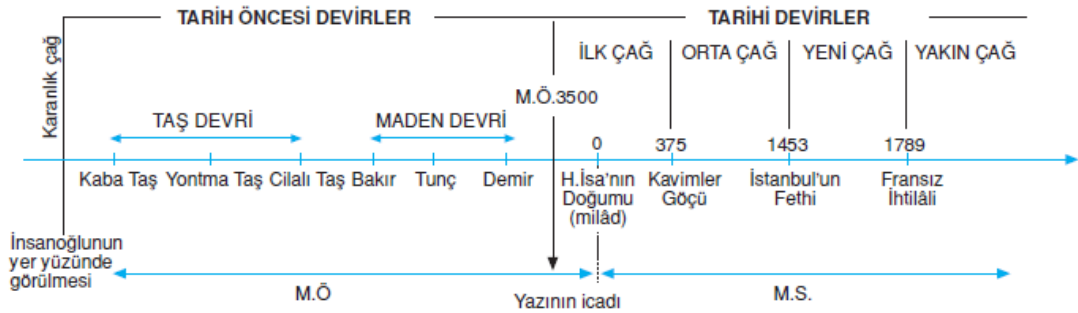 TARİH ÖNCESİ DEVİRLER
TARİHİ DEVİRLER
Karanlık çağ
İLK ÇAĞ
ORTA ÇAĞ
YENİ ÇAĞ
YAKIN ÇAĞ
M.Ö.3500
TAŞ DEVRİ
MADEN DEVRİ
0
375
1453
1789
Kaba Taş
Yontma Taş
Cilalı Taş
Bakır
Tunç
Demir
H.İsa'nın
Doğumu
(milâd)
Kavimler
Göçü
İstanbul'un
Fethi
Fransız
İhtilâli
İnsanoğlunun
yer yüzünde
görülmesi
M.Ö
Yazının icadı
M.S.